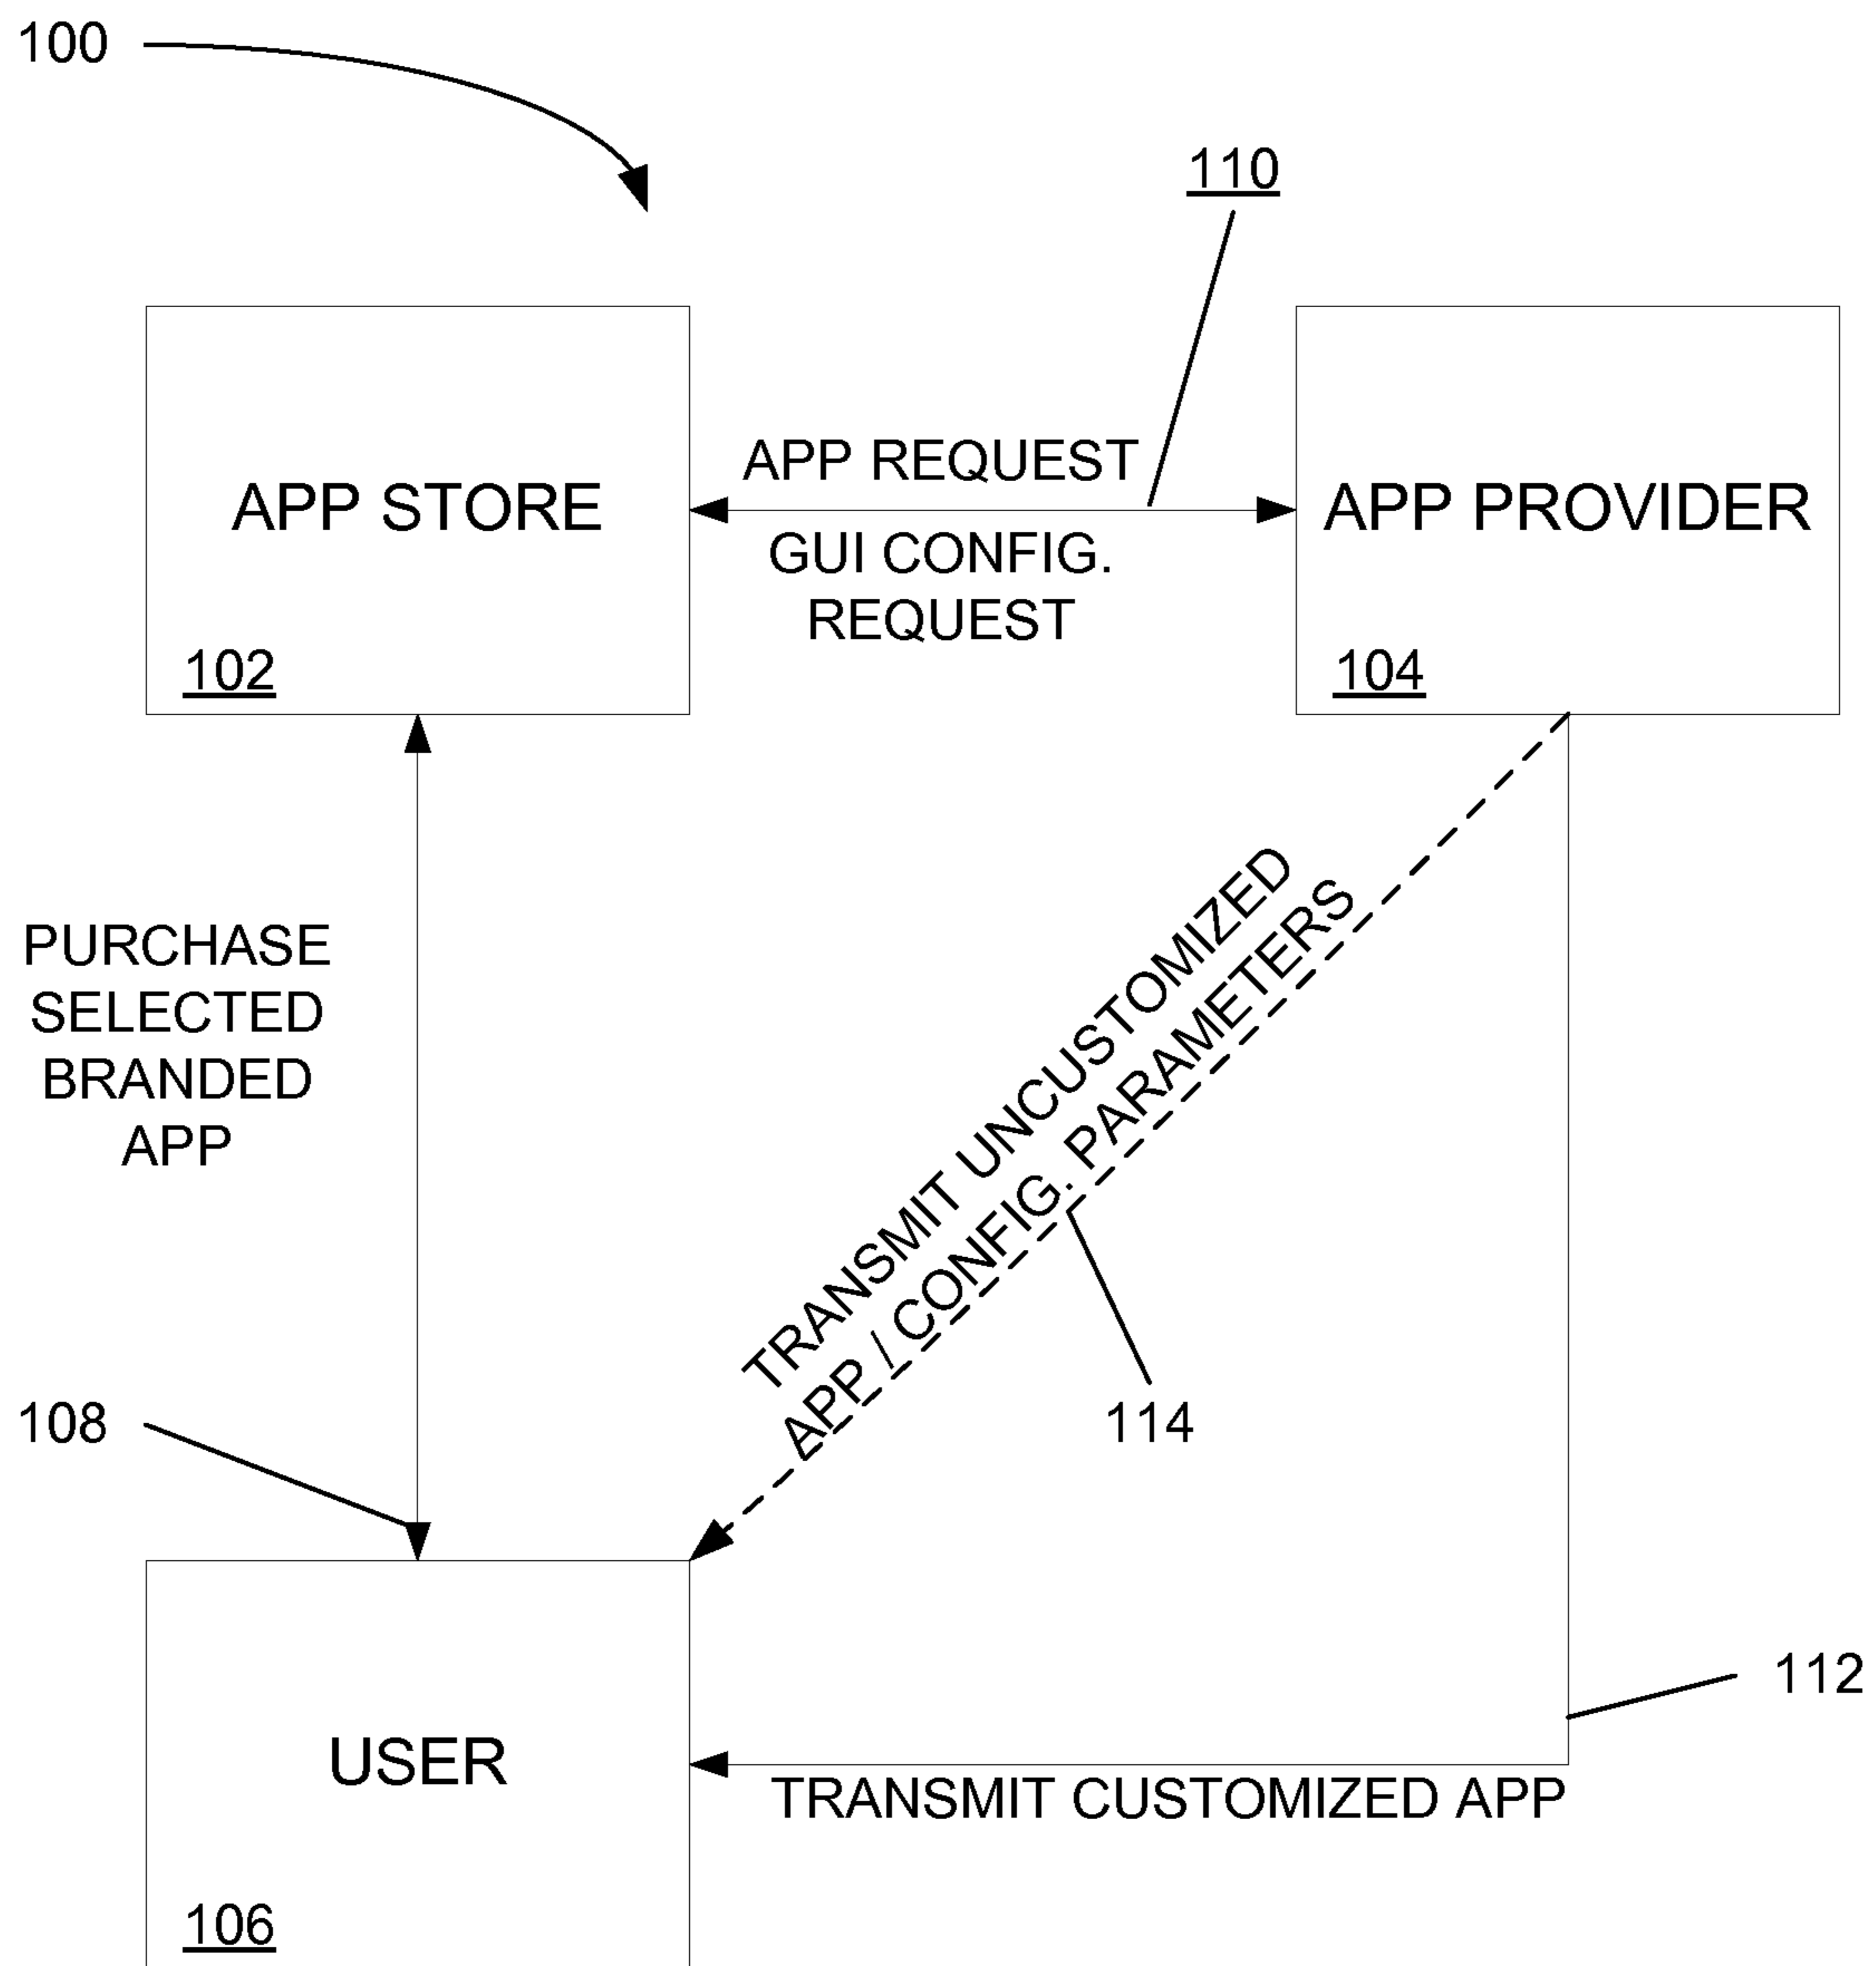 100
110
APP STORE
102
APP REQUEST
GUI CONFIG.
REQUEST
APP PROVIDER
104
PURCHASE
SELECTED
BRANDED
APP
TRANSMIT UNCUSTOMIZED
APP / CONFIG. PARAMETERS
108
114
112
USER
106
TRANSMIT CUSTOMIZED APP